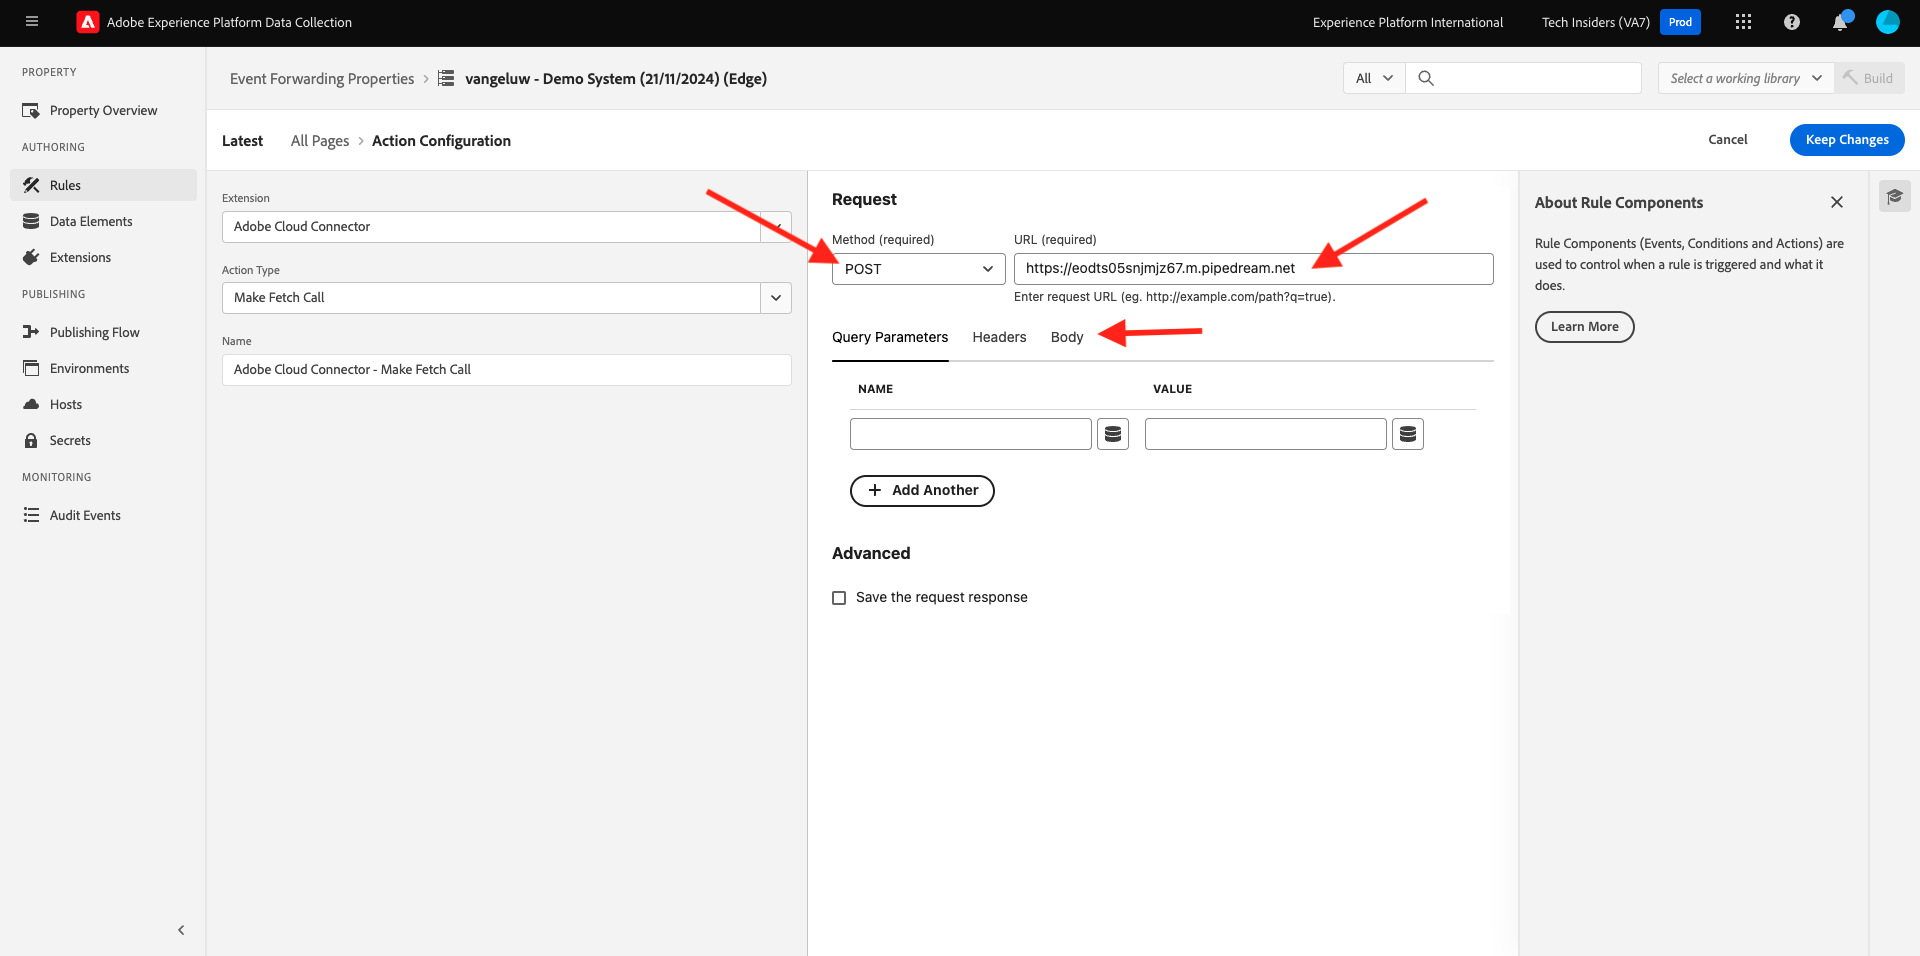 Adobe Experience Platform Data Collection
Experience Platform International
Tech Insiders (VA7)
Prod
PROPERTY
Property Overview
AUTHORING
Rules
Data Elements
Extensions
PUBLISHING
Publishing Flow
Environments
Hosts
Secrets
MONITORING
Audit Events
Event Forwarding Properties
vangeluw - Demo System (21/11/2024) (Edge)
All
Select a working library
Build
Latest
All Pages
Action Configuration
Cancel
Keep Changes
Extension
Adobe Cloud Connector
Action Type
Make Fetch Call
Name
Adobe Cloud Connector - Make Fetch Call
Request
Method (required)
URL (required)
POST
https://eodts05snjmjz67.m.pipedream.net
Enter request URL (eg. http://example.com/path?q=true).
Query Parameters
Headers
Body
NAME
VALUE
Add Another
Advanced
Save the request response
About Rule Components
Rule Components (Events, Conditions and Actions) are
used to control when a rule is triggered and what it
does.
Learn More